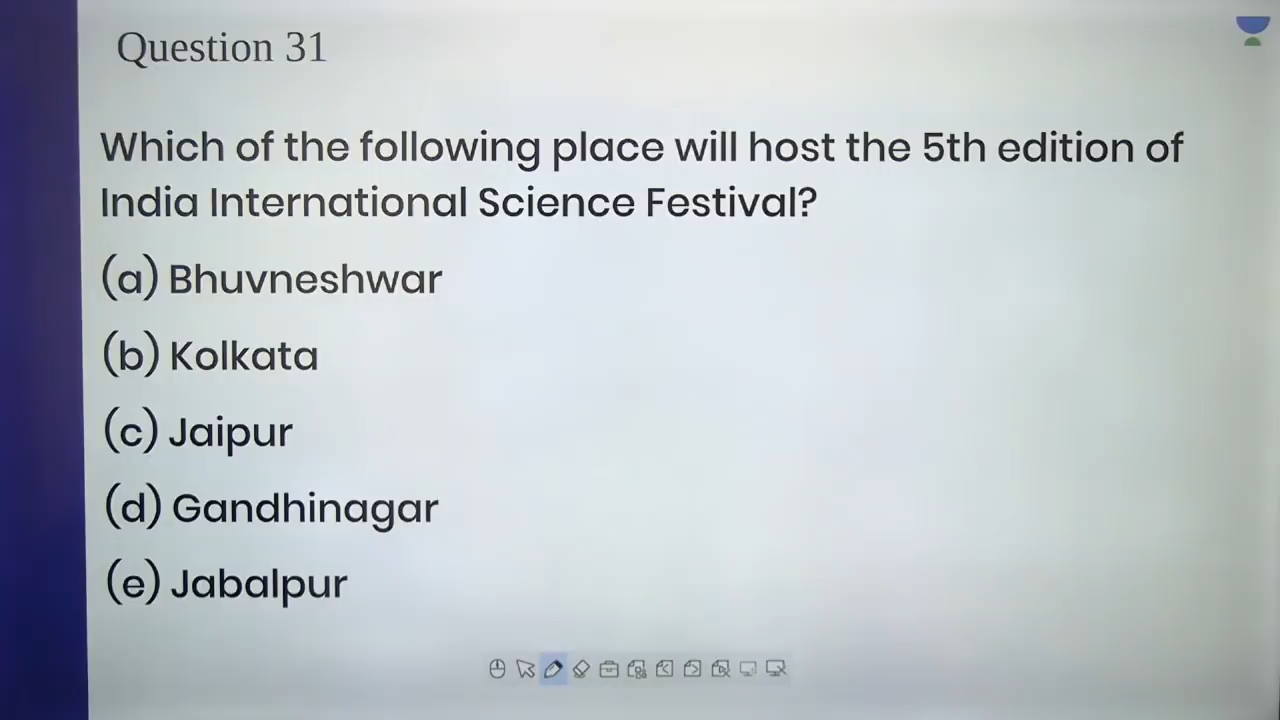 Question 31
Which of the following place will host the 5th edition of
India International Science Festival?
(a) Bhuvneshwar
(b) Kolkata
(c) Jaipur
(d) Gandhinagar
(e) Jabalpur